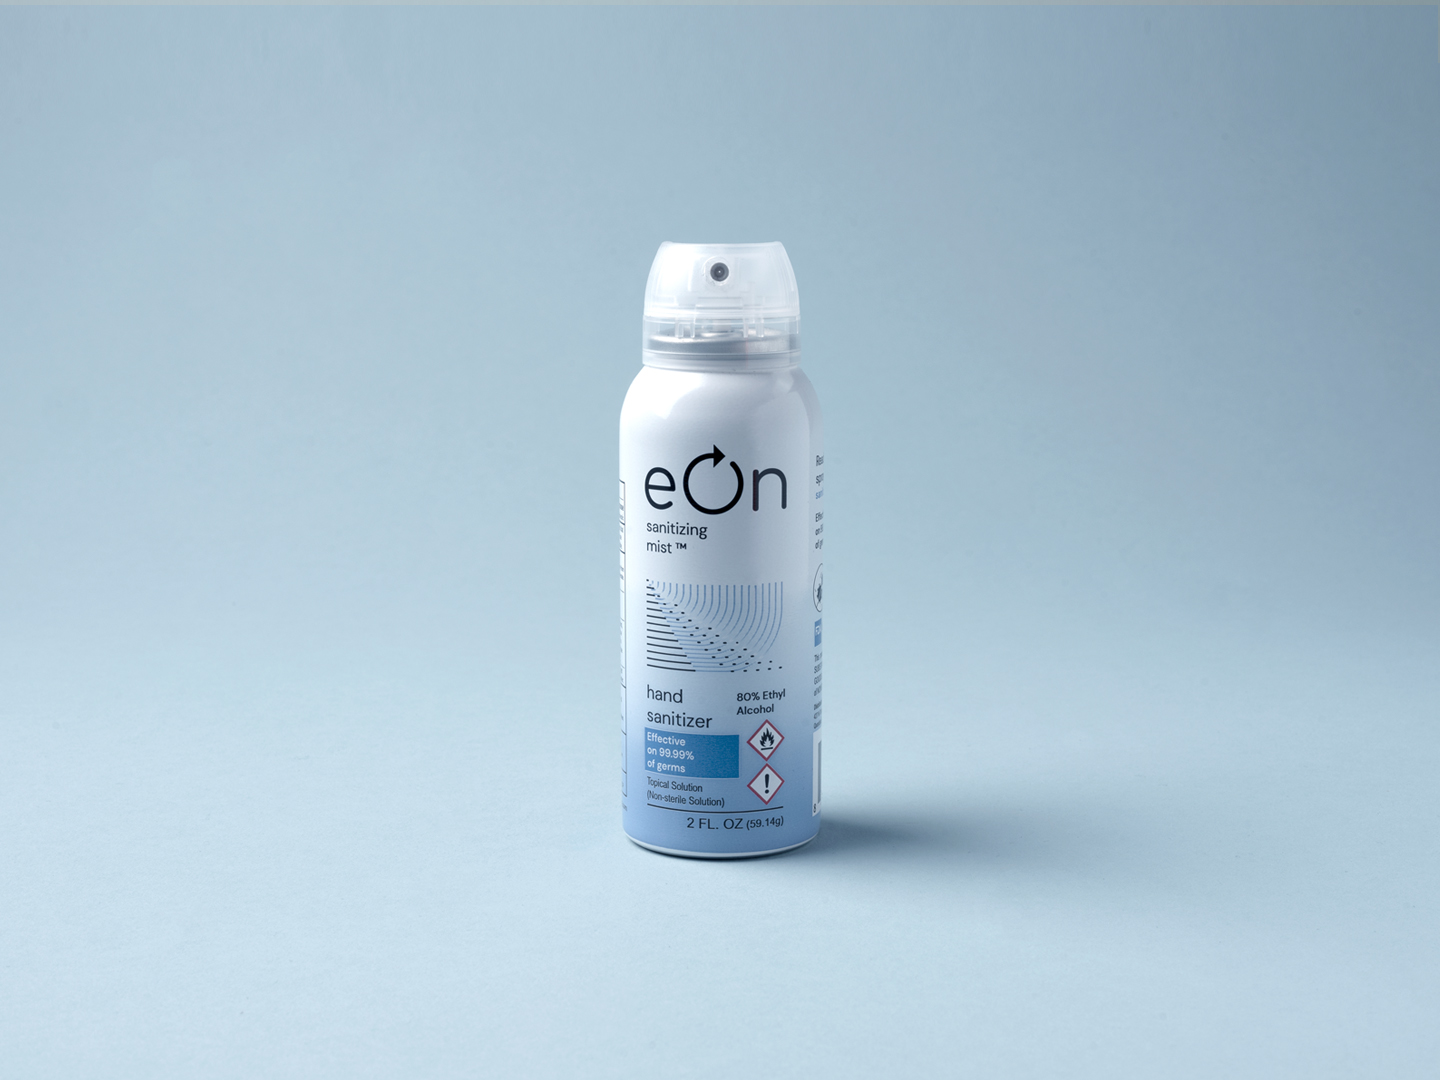 eOn
sanitizing
mist ™
hand
sanitizer
80% Ethyl
Alcohol
Effective
on 99.99%
of germs
Topical Solution
(Non-sterile Solution)
2 FL. OZ (59.14g)